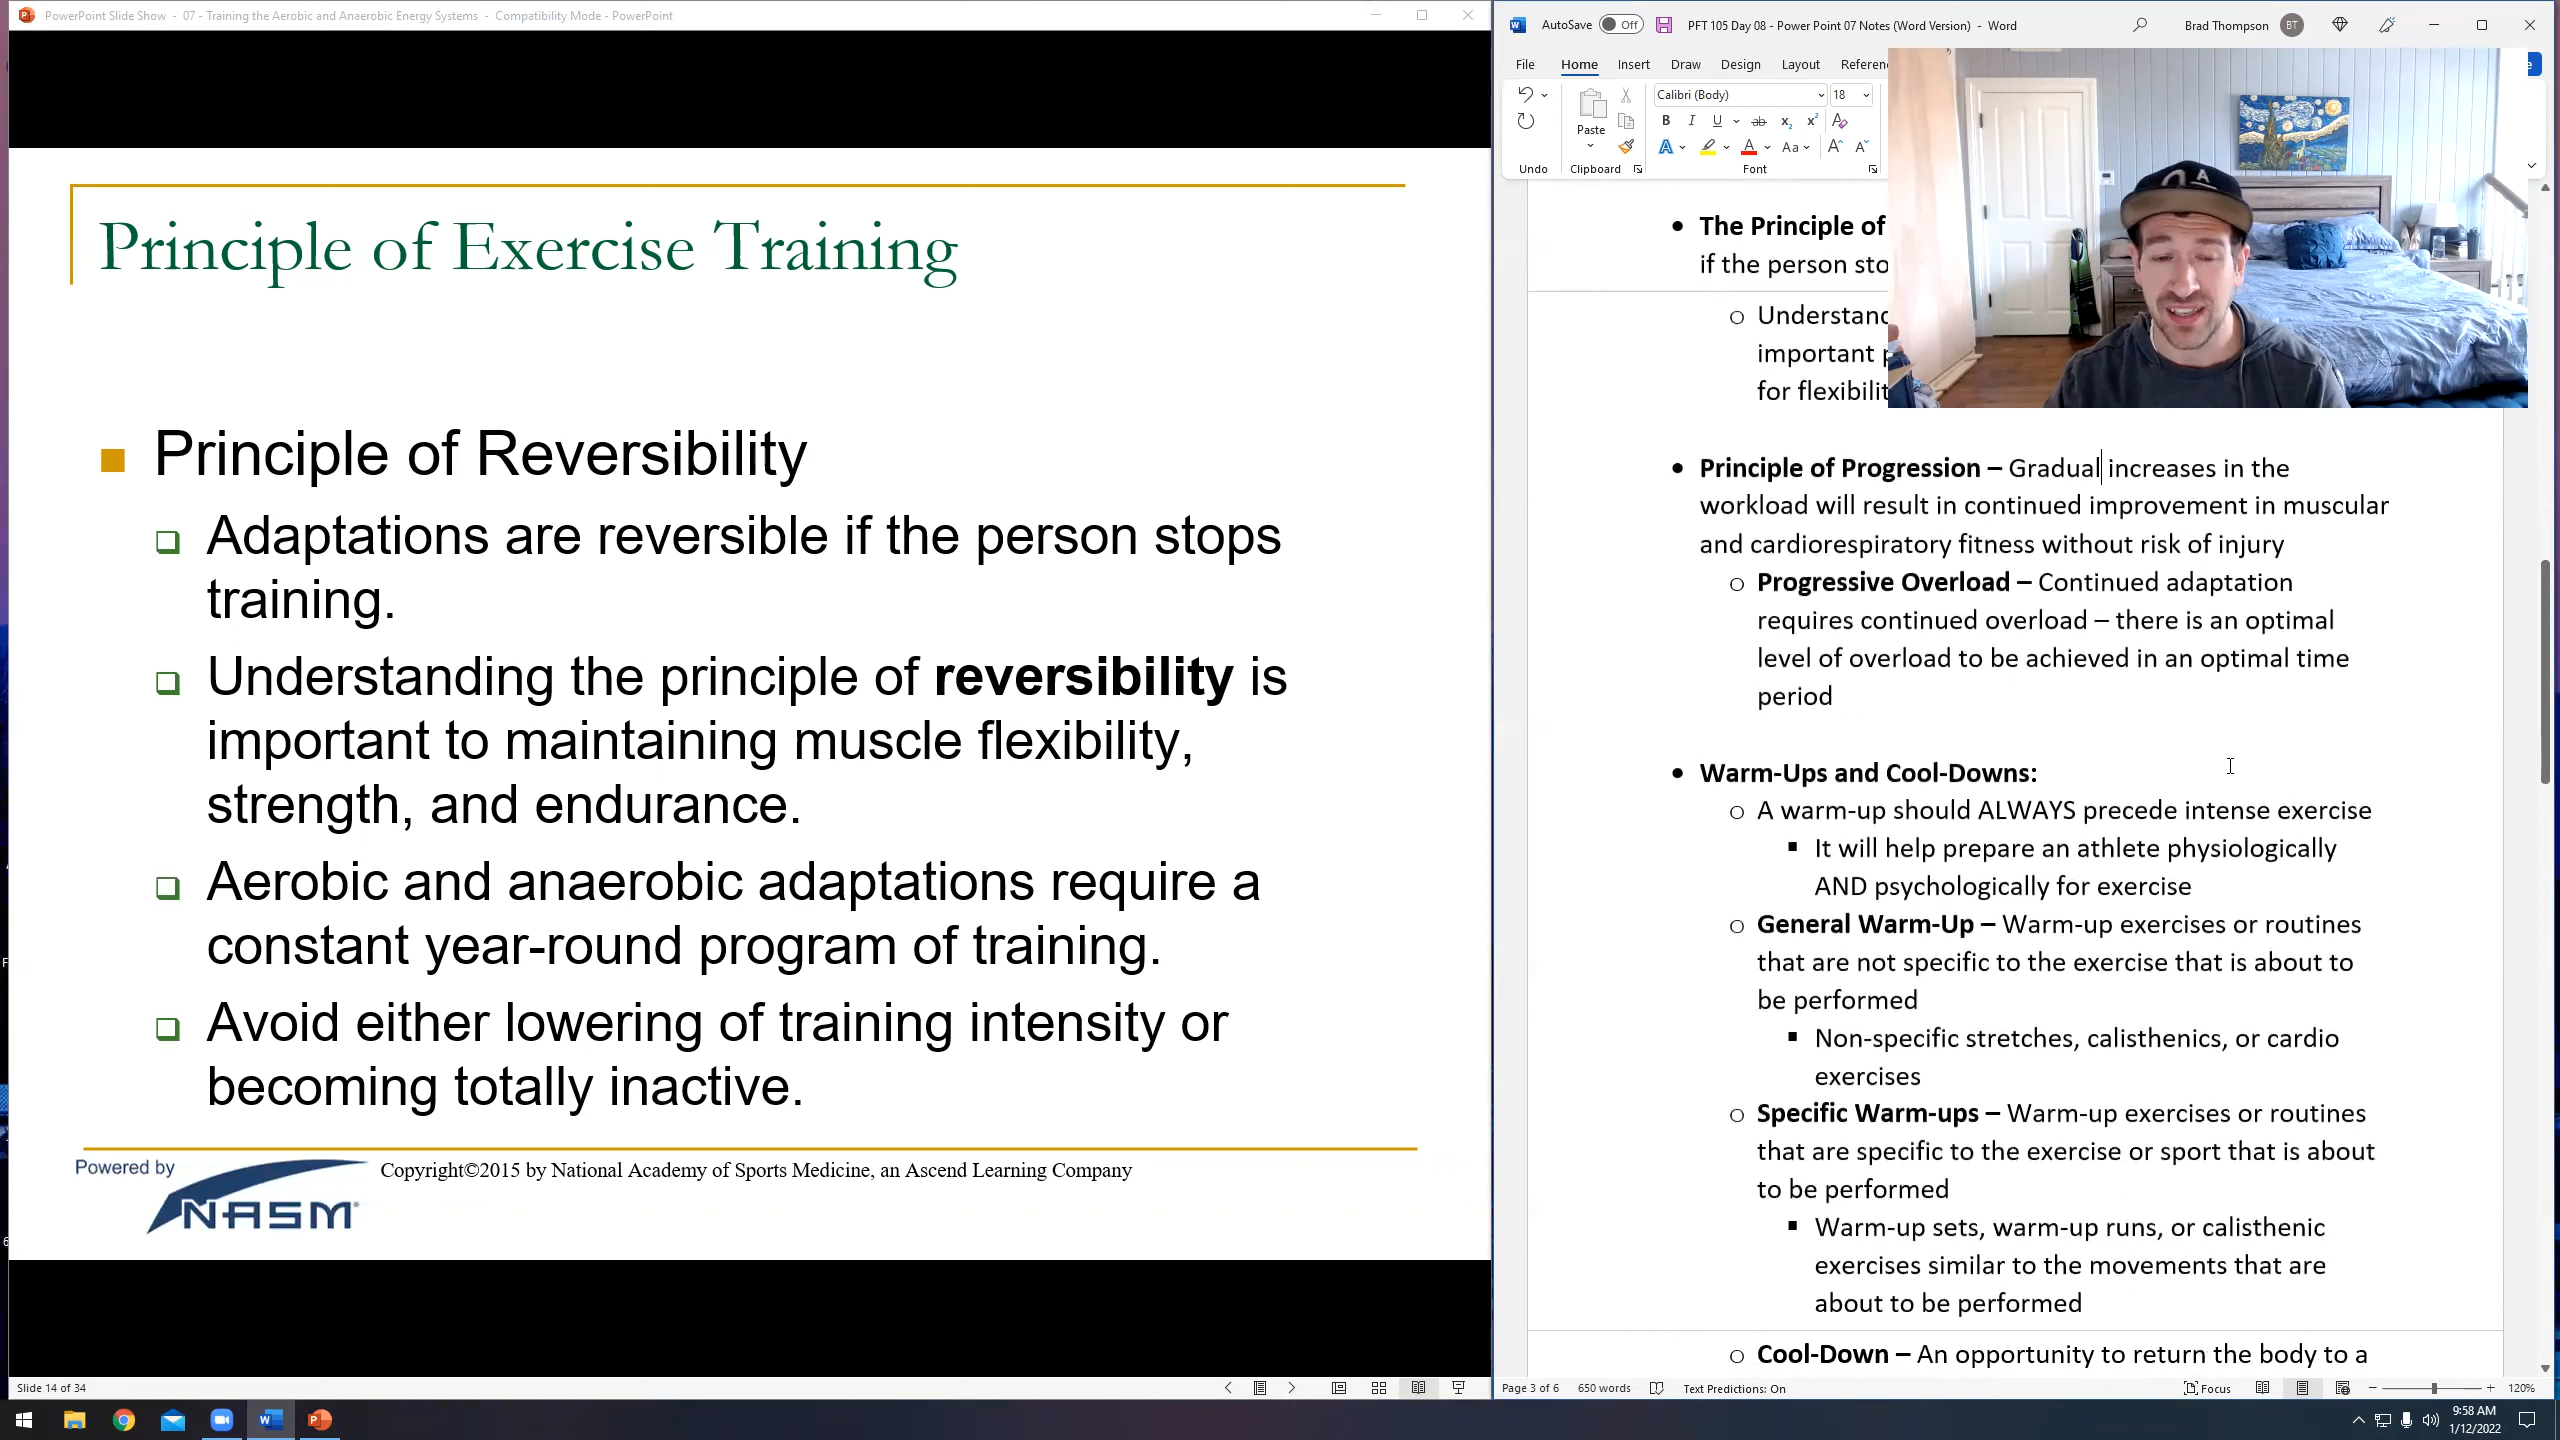 PowerPoint Slide Show - 07 - Training the Aerobic and Anaerobic Energy Systems - Compatibility Mode - PowerPoint
Principle of Exercise Training
Principle of Reversibility
Adaptations are reversible if the person stops
training.
Understanding the principle of reversibility is
important to maintaining muscle flexibility,
strength, and endurance.
Aerobic and anaerobic adaptations require a
constant year-round program of training.
Avoid either lowering of training intensity or
becoming totally inactive.
Powered by
NASM
Copyright©2015 by National Academy of Sports Medicine, an Ascend Learning Company
Slide 14 of 34
AutoSave Off PFT 105 Day 08 - Power Point 07 Notes (Word Version) - Word Brad Thompson BT
File Home Insert Draw Design Layout Referen
Calibri (Body) 18
Paste
Undo Clipboard Font
The Principle of
if the person sto
Understand
important p
for flexibilit
Principle of Progression – Gradual increases in the
workload will result in continued improvement in muscular
and cardiorespiratory fitness without risk of injury
Progressive Overload – Continued adaptation
requires continued overload – there is an optimal
level of overload to be achieved in an optimal time
period
Warm-Ups and Cool-Downs:
A warm-up should ALWAYS precede intense exercise
It will help prepare an athlete physiologically
AND psychologically for exercise
General Warm-Up – Warm-up exercises or routines
that are not specific to the exercise that is about to
be performed
Non-specific stretches, calisthenics, or cardio
exercises
Specific Warm-ups – Warm-up exercises or routines
that are specific to the exercise or sport that is about
to be performed
Warm-up sets, warm-up runs, or calisthenic
exercises similar to the movements that are
about to be performed
Cool-Down – An opportunity to return the body to a
Page 3 of 6 650 words Text Predictions: On Focus 120%
9:58 AM
1/12/2022